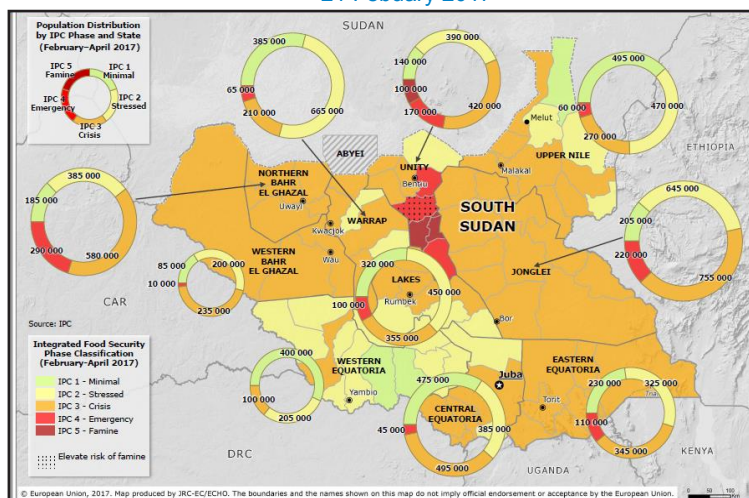 Population Distribution
by IPC Phase and State
(February–April 2017)
IPC 5
Famine
IPC 1
Minimal
IPC 4
Emergency
IPC 2
Stressed
IPC 3
Crisis
SUDAN
385 000
65 000
210 000
665 000
390 000
140 000
100 000
170 000
420 000
495 000
60 000
470 000
270 000
Melut
ETHIOPIA
ABYEI
UNITY
Bentiu
Malakal
UPPER NILE
NORTHERN
BAHR
EL GHAZAL
Uwayl
385 000
185 000
290 000
580 000
WARRAP
Kwacjok
SOUTH
SUDAN
645 000
205 000
220 000
755 000
WESTERN
BAHR
EL GHAZAL
Wau
JONGLEI
CAR
200 000
85 000
10 000
235 000
320 000
LAKES
Rumbek
450 000
100 000
355 000
Bor
Source: IPC
Integrated Food Security
Phase Classification
(February-April 2017)
IPC 1 - Minimal
IPC 2 - Stressed
IPC 3 - Crisis
IPC 4 - Emergency
IPC 5 - Famine
Elevate risk of famine
400 000
100 000
205 000
WESTERN
EQUATORIA
Yambio
475 000
Juba
CENTRAL
EQUATORIA
385 000
45 000
495 000
EASTERN
EQUATORIA
Torit
230 000
325 000
110 000
345 000
DRC
UGANDA
KENYA
© European Union, 2017. Map produced by JRC-EC/ECHO. The boundaries and the names shown on this map do not imply official endorsement or acceptance by the European Union.